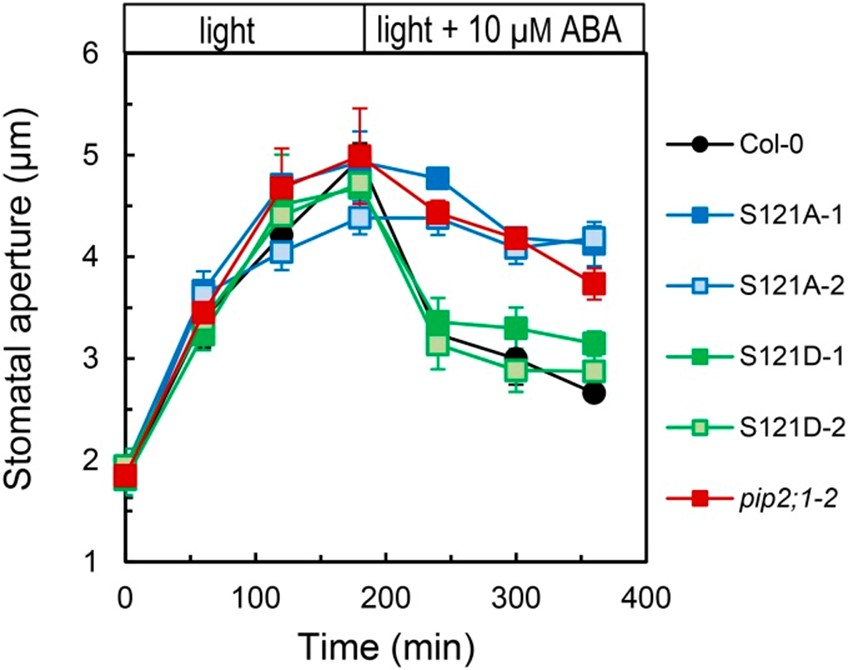 light
light + 10 µM ABA
Stomatal aperture (µm)
6
5
4
3
2
1
0
100
200
300
400
Time (min)
Col-0
S121A-1
S121A-2
S121D-1
S121D-2
pip2;1-2